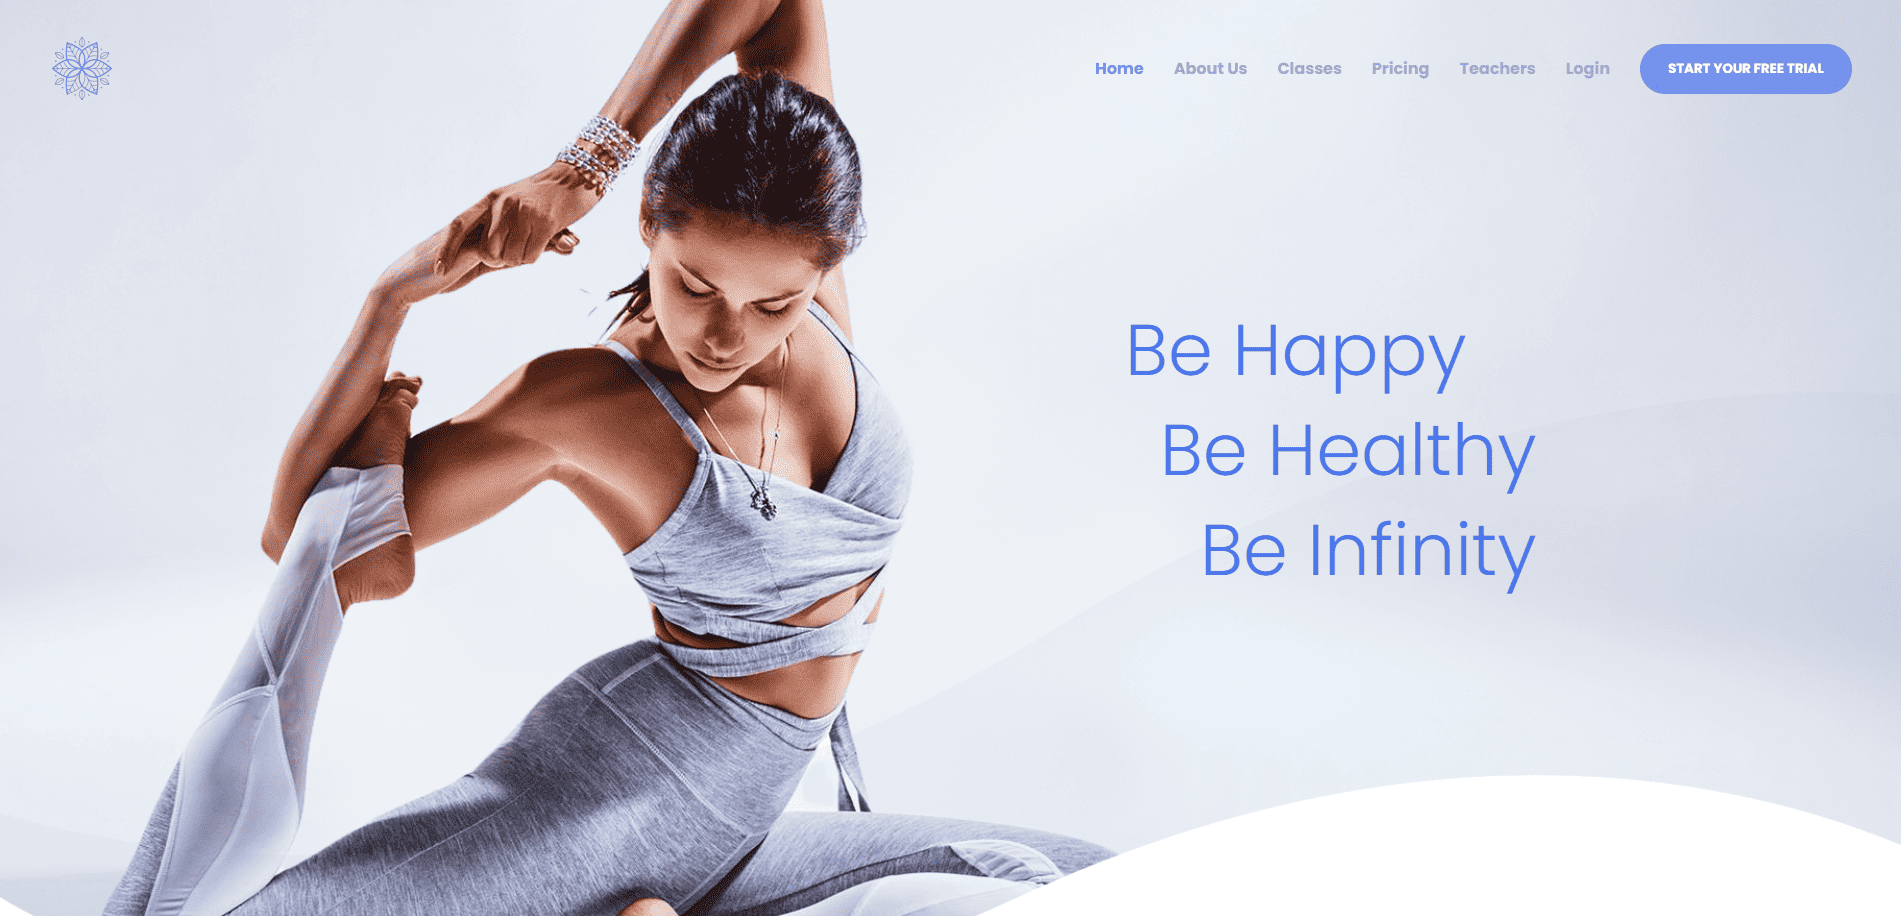 Home About Us Classes Pricing Teachers Login START YOUR FREE TRIAL
Be Happy
Be Healthy
Be Infinity